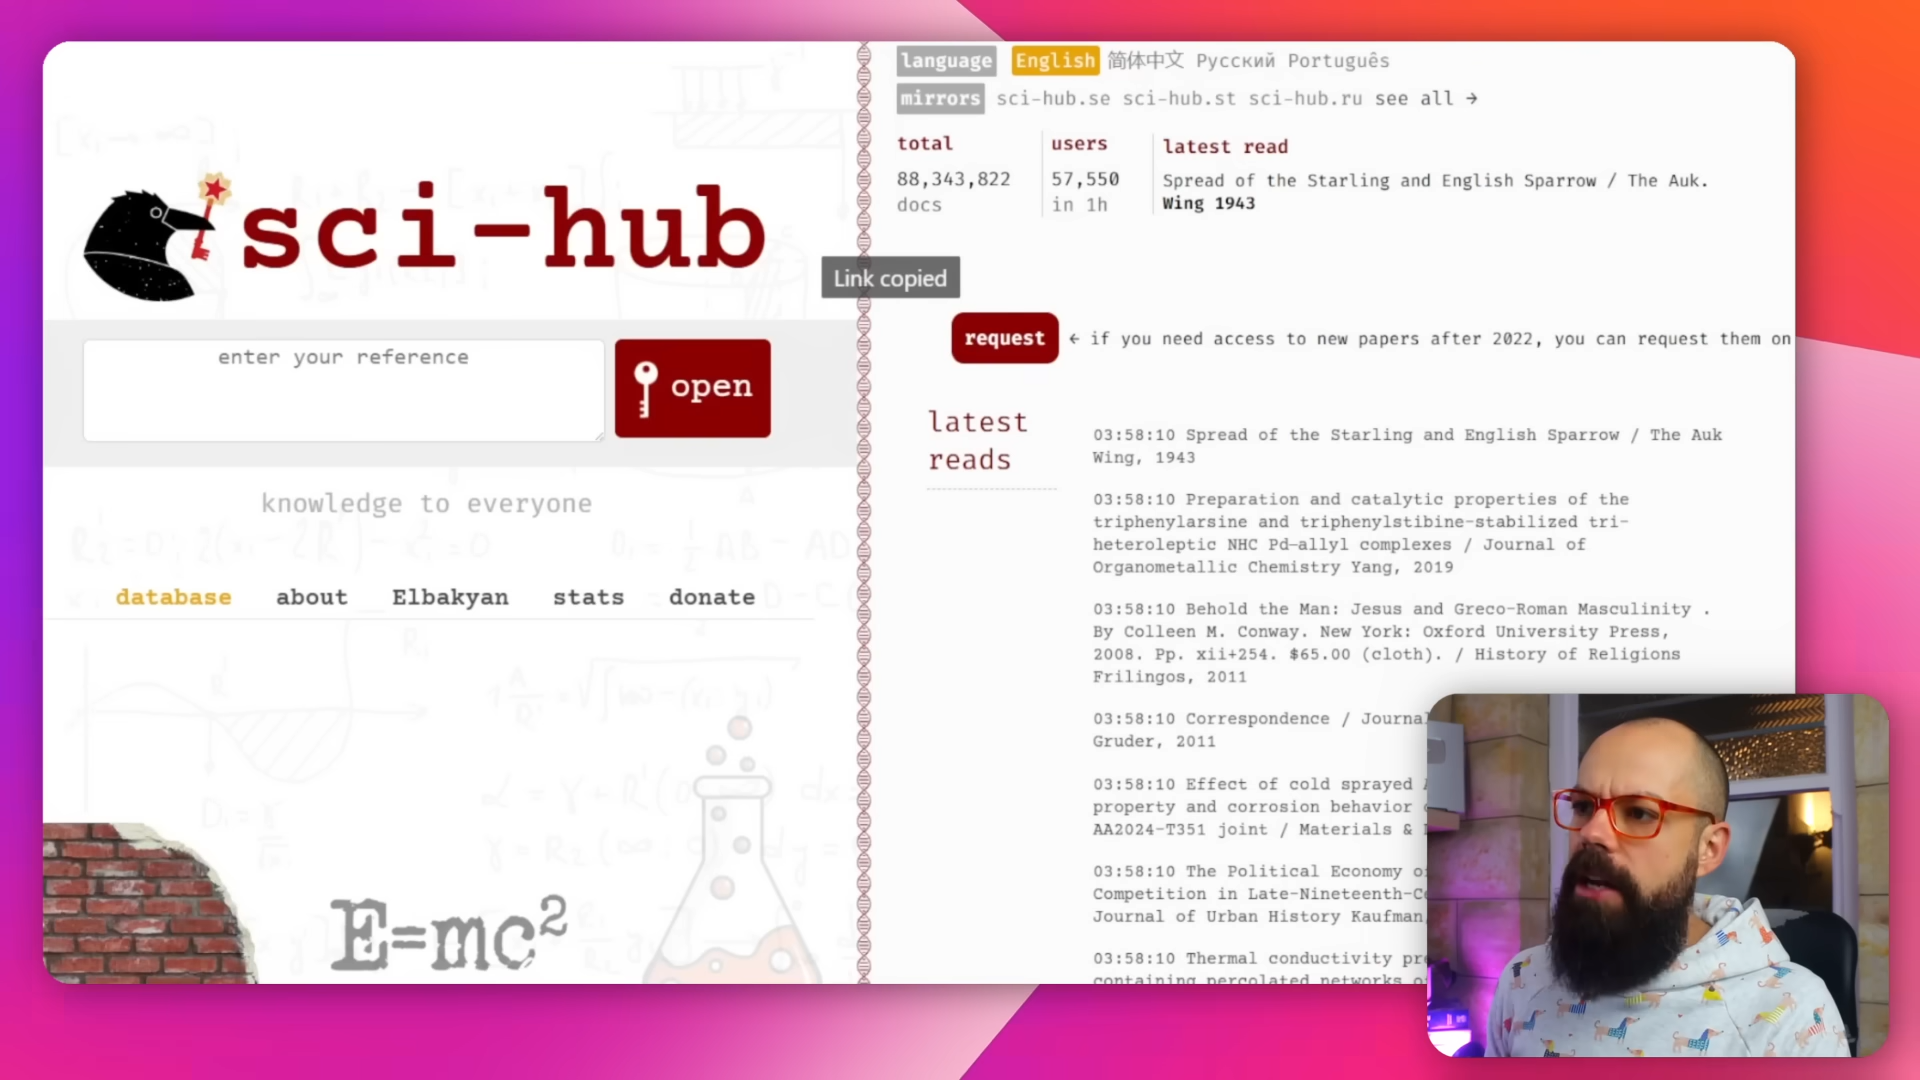 sci-hub
Link copied
enter your reference
open
knowledge to everyone
database about Elbakyan stats donate
E=mc²
language English 简体中文 Русский Português
mirrors sci-hub.se sci-hub.st sci-hub.ru see all →
total users latest read
88,343,822 57,550 Spread of the Starling and English Sparrow / The Auk.
docs in 1h Wing 1943
request ← if you need access to new papers after 2022, you can request them on
latest
reads
03:58:10 Spread of the Starling and English Sparrow / The Auk
Wing, 1943
03:58:10 Preparation and catalytic properties of the
triphenylarsine and triphenylstibine-stabilized tri-
heteroleptic NHC Pd–allyl complexes / Journal of
Organometallic Chemistry Yang, 2019
03:58:10 Behold the Man: Jesus and Greco-Roman Masculinity .
By Colleen M. Conway. New York: Oxford University Press,
2008. Pp. xii+254. $65.00 (cloth). / History of Religions
Frilingos, 2011
03:58:10 Correspondence / Journa
Gruder, 2011
03:58:10 Effect of cold sprayed
property and corrosion behavior
AA2024-T351 joint / Materials &
03:58:10 The Political Economy
Competition in Late-Nineteenth-C
Journal of Urban History Kaufman
03:58:10 Thermal conductivity
containing percolated networks